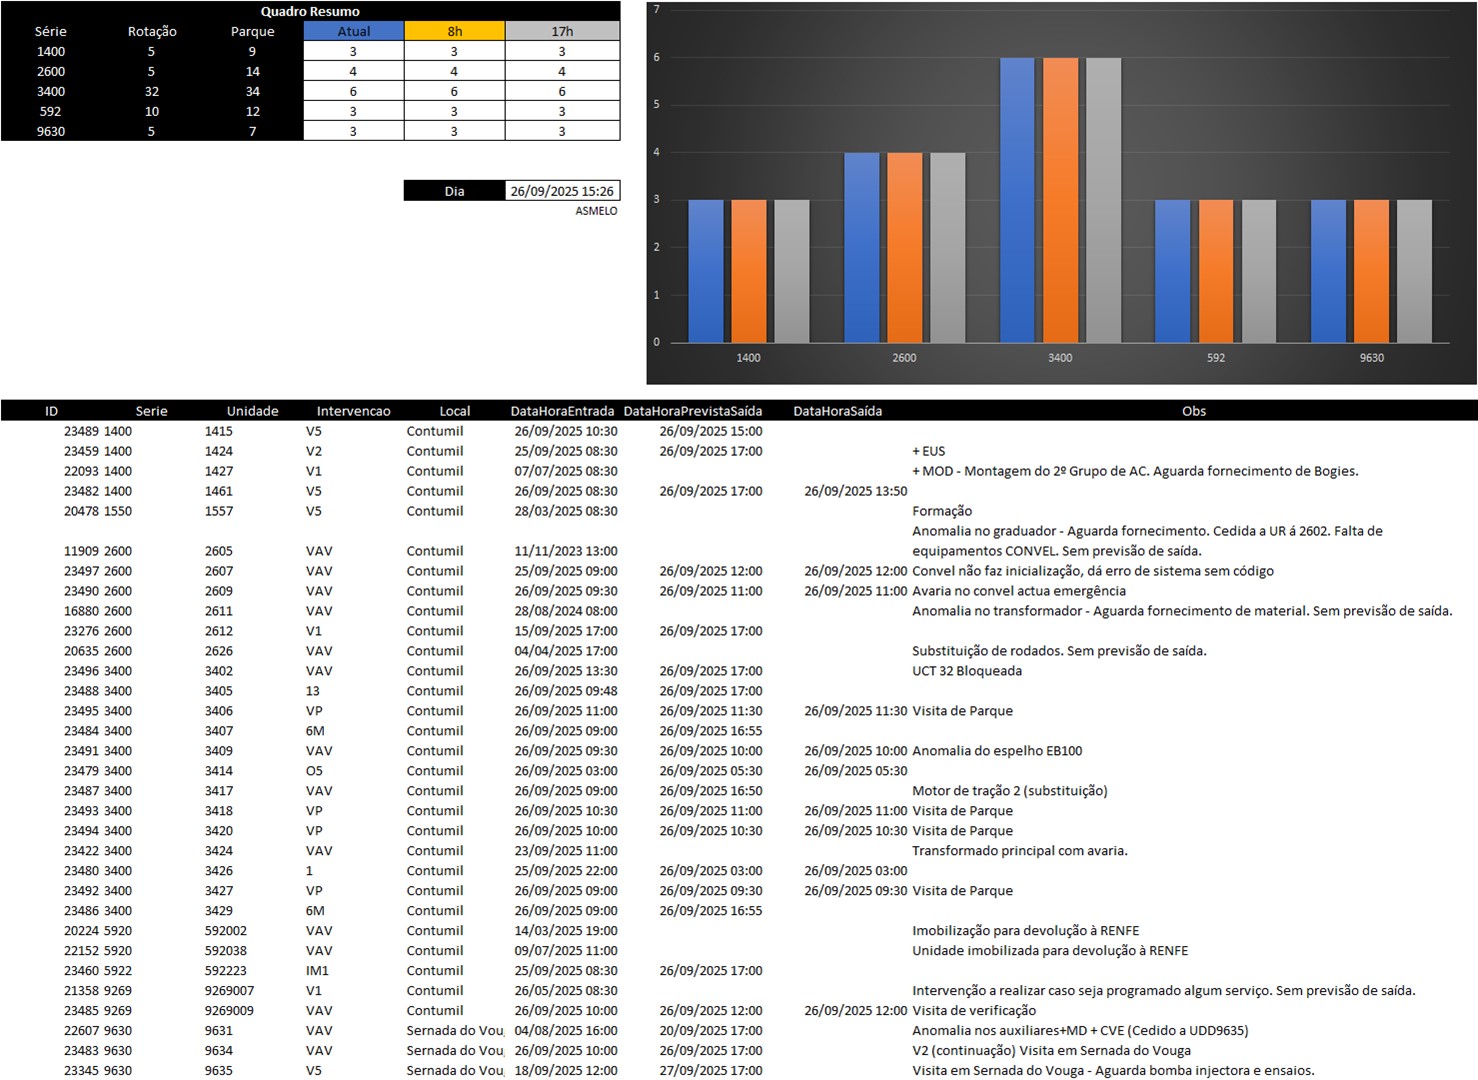 Quadro Resumo
Série Rotação Parque Atual 8h 17h
1400 5 9 3 3 3
2600 5 14 4 4 4
3400 32 34 6 6 6
592 10 12 3 3 3
9630 5 7 3 3 3
Dia 26/09/2025 15:26
ASMELO
7
6
5
4
3
2
1
0
1400 2600 3400 592 9630
ID Serie Unidade Intervencao Local DataHoraEntrada DataHoraPrevistaSaída DataHoraSaída Obs
23489 1400 1415 V5 Contumil 26/09/2025 10:30 26/09/2025 15:00
23459 1400 1424 V2 Contumil 25/09/2025 08:30 26/09/2025 17:00 + EUS
22093 1400 1427 V1 Contumil 07/07/2025 08:30 + MOD - Montagem do 2º Grupo de AC. Aguarda fornecimento de Bogies.
23482 1400 1461 V5 Contumil 26/09/2025 08:30 26/09/2025 17:00 26/09/2025 13:50
20478 1550 1557 V5 Contumil 28/03/2025 08:30 Formação
Anomalia no graduador - Aguarda fornecimento. Cedida a UR á 2602. Falta de
11909 2600 2605 VAV Contumil 11/11/2023 13:00 equipamentos CONVEL. Sem previsão de saída.
23497 2600 2607 VAV Contumil 25/09/2025 09:00 26/09/2025 12:00 26/09/2025 12:00 Convel não faz inicialização, dá erro de sistema sem código
23490 2600 2609 VAV Contumil 26/09/2025 09:30 26/09/2025 11:00 26/09/2025 11:00 Avaria no convel actua emergência
16880 2600 2611 VAV Contumil 28/08/2024 08:00 Anomalia no transformador - Aguarda fornecimento de material. Sem previsão de saída.
23276 2600 2612 V1 Contumil 15/09/2025 17:00 26/09/2025 17:00
20635 2600 2626 VAV Contumil 04/04/2025 17:00 Substituição de rodados. Sem previsão de saída.
23496 3400 3402 VAV Contumil 26/09/2025 13:30 26/09/2025 17:00 UCT 32 Bloqueada
23488 3400 3405 13 Contumil 26/09/2025 09:48 26/09/2025 17:00
23495 3400 3406 VP Contumil 26/09/2025 11:00 26/09/2025 11:30 26/09/2025 11:30 Visita de Parque
23484 3400 3407 6M Contumil 26/09/2025 09:00 26/09/2025 16:55
23491 3400 3409 VAV Contumil 26/09/2025 09:30 26/09/2025 10:00 26/09/2025 10:00 Anomalia do espelho EB100
23479 3400 3414 O5 Contumil 26/09/2025 03:00 26/09/2025 05:30 26/09/2025 05:30
23487 3400 3417 VAV Contumil 26/09/2025 09:00 26/09/2025 16:50 Motor de tração 2 (substituição)
23493 3400 3418 VP Contumil 26/09/2025 10:30 26/09/2025 11:00 26/09/2025 11:00 Visita de Parque
23494 3400 3420 VP Contumil 26/09/2025 10:00 26/09/2025 10:30 26/09/2025 10:30 Visita de Parque
23422 3400 3424 VAV Contumil 23/09/2025 11:00 Transformado principal com avaria.
23480 3400 3426 1 Contumil 25/09/2025 22:00 26/09/2025 03:00 26/09/2025 03:00
23492 3400 3427 VP Contumil 26/09/2025 09:00 26/09/2025 09:30 26/09/2025 09:30 Visita de Parque
23486 3400 3429 6M Contumil 26/09/2025 09:00 26/09/2025 16:55
20224 5920 592002 VAV Contumil 14/03/2025 19:00 Imobilização para devolução à RENFE
22152 5920 592038 VAV Contumil 09/07/2025 11:00 Unidade imobilizada para devolução à RENFE
23460 5922 592223 IM1 Contumil 25/09/2025 08:30 26/09/2025 17:00
21358 9269 9269007 V1 Contumil 26/05/2025 08:30 Intervenção a realizar caso seja programado algum serviço. Sem previsão de saída.
23485 9269 9269009 VAV Contumil 26/09/2025 10:00 26/09/2025 12:00 26/09/2025 12:00 Visita de verificação
22607 9630 9631 VAV Sernada do Vou 04/08/2025 16:00 20/09/2025 17:00 Anomalia nos auxiliares+MD + CVE (Cedido a UDD9635)
23483 9630 9634 VAV Sernada do Vou 26/09/2025 10:00 26/09/2025 17:00 V2 (continuação) Visita em Sernada do Vouga
23345 9630 9635 V5 Sernada do Vou 18/09/2025 12:00 27/09/2025 17:00 Visita em Sernada do Vouga - Aguarda bomba injectora e ensaios.